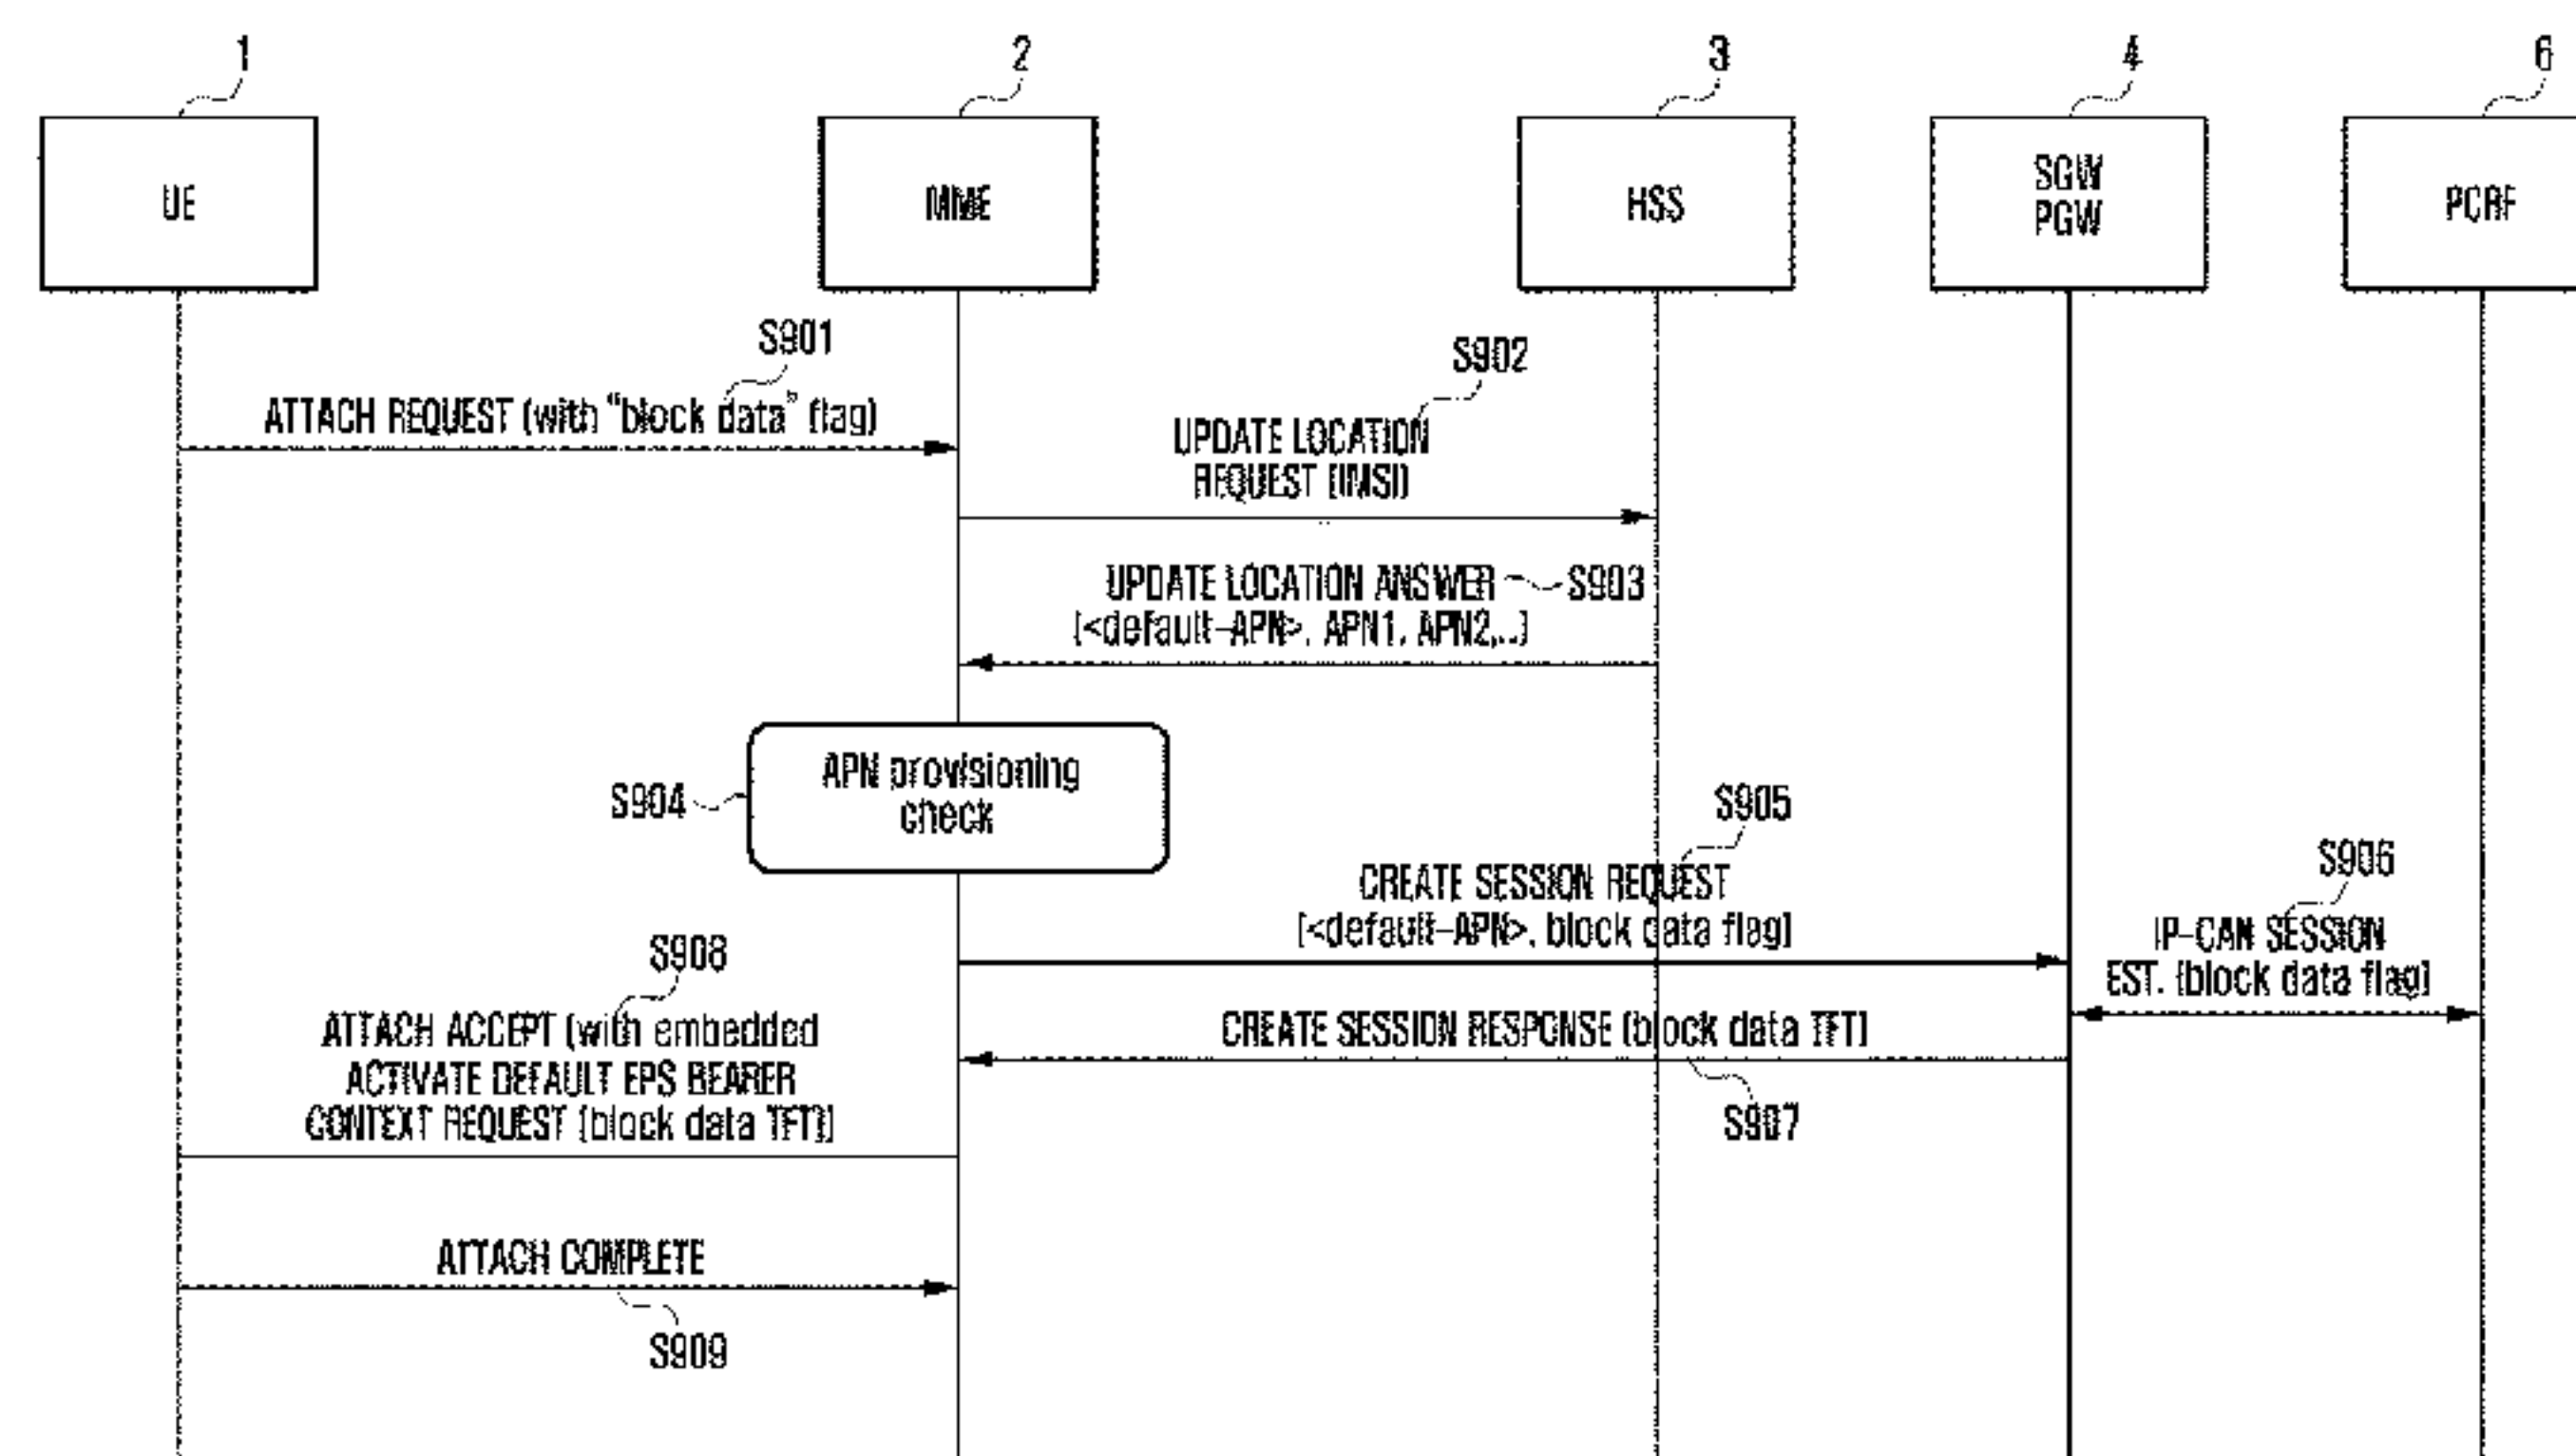 1
2
3
4
6
UE
MME
HSS
SGW
PGW
PCRF
S901
ATTACH REQUEST (with "block data" flag)
S902
UPDATE LOCATION
REQUEST (IMSI)
UPDATE LOCATION ANSWER
S903
(<default-APN>, APN1, APN2,..)
APN provisioning
check
S904
S905
CREATE SESSION REQUEST
(<default-APN>, block data flag)
S906
IP-CAN SESSION
EST. (block data flag)
S908
ATTACH ACCEPT (with embedded
ACTIVATE DEFAULT EPS BEARER
CONTEXT REQUEST (block data TFT))
CREATE SESSION RESPONSE (block data TFT)
S907
ATTACH COMPLETE
S909